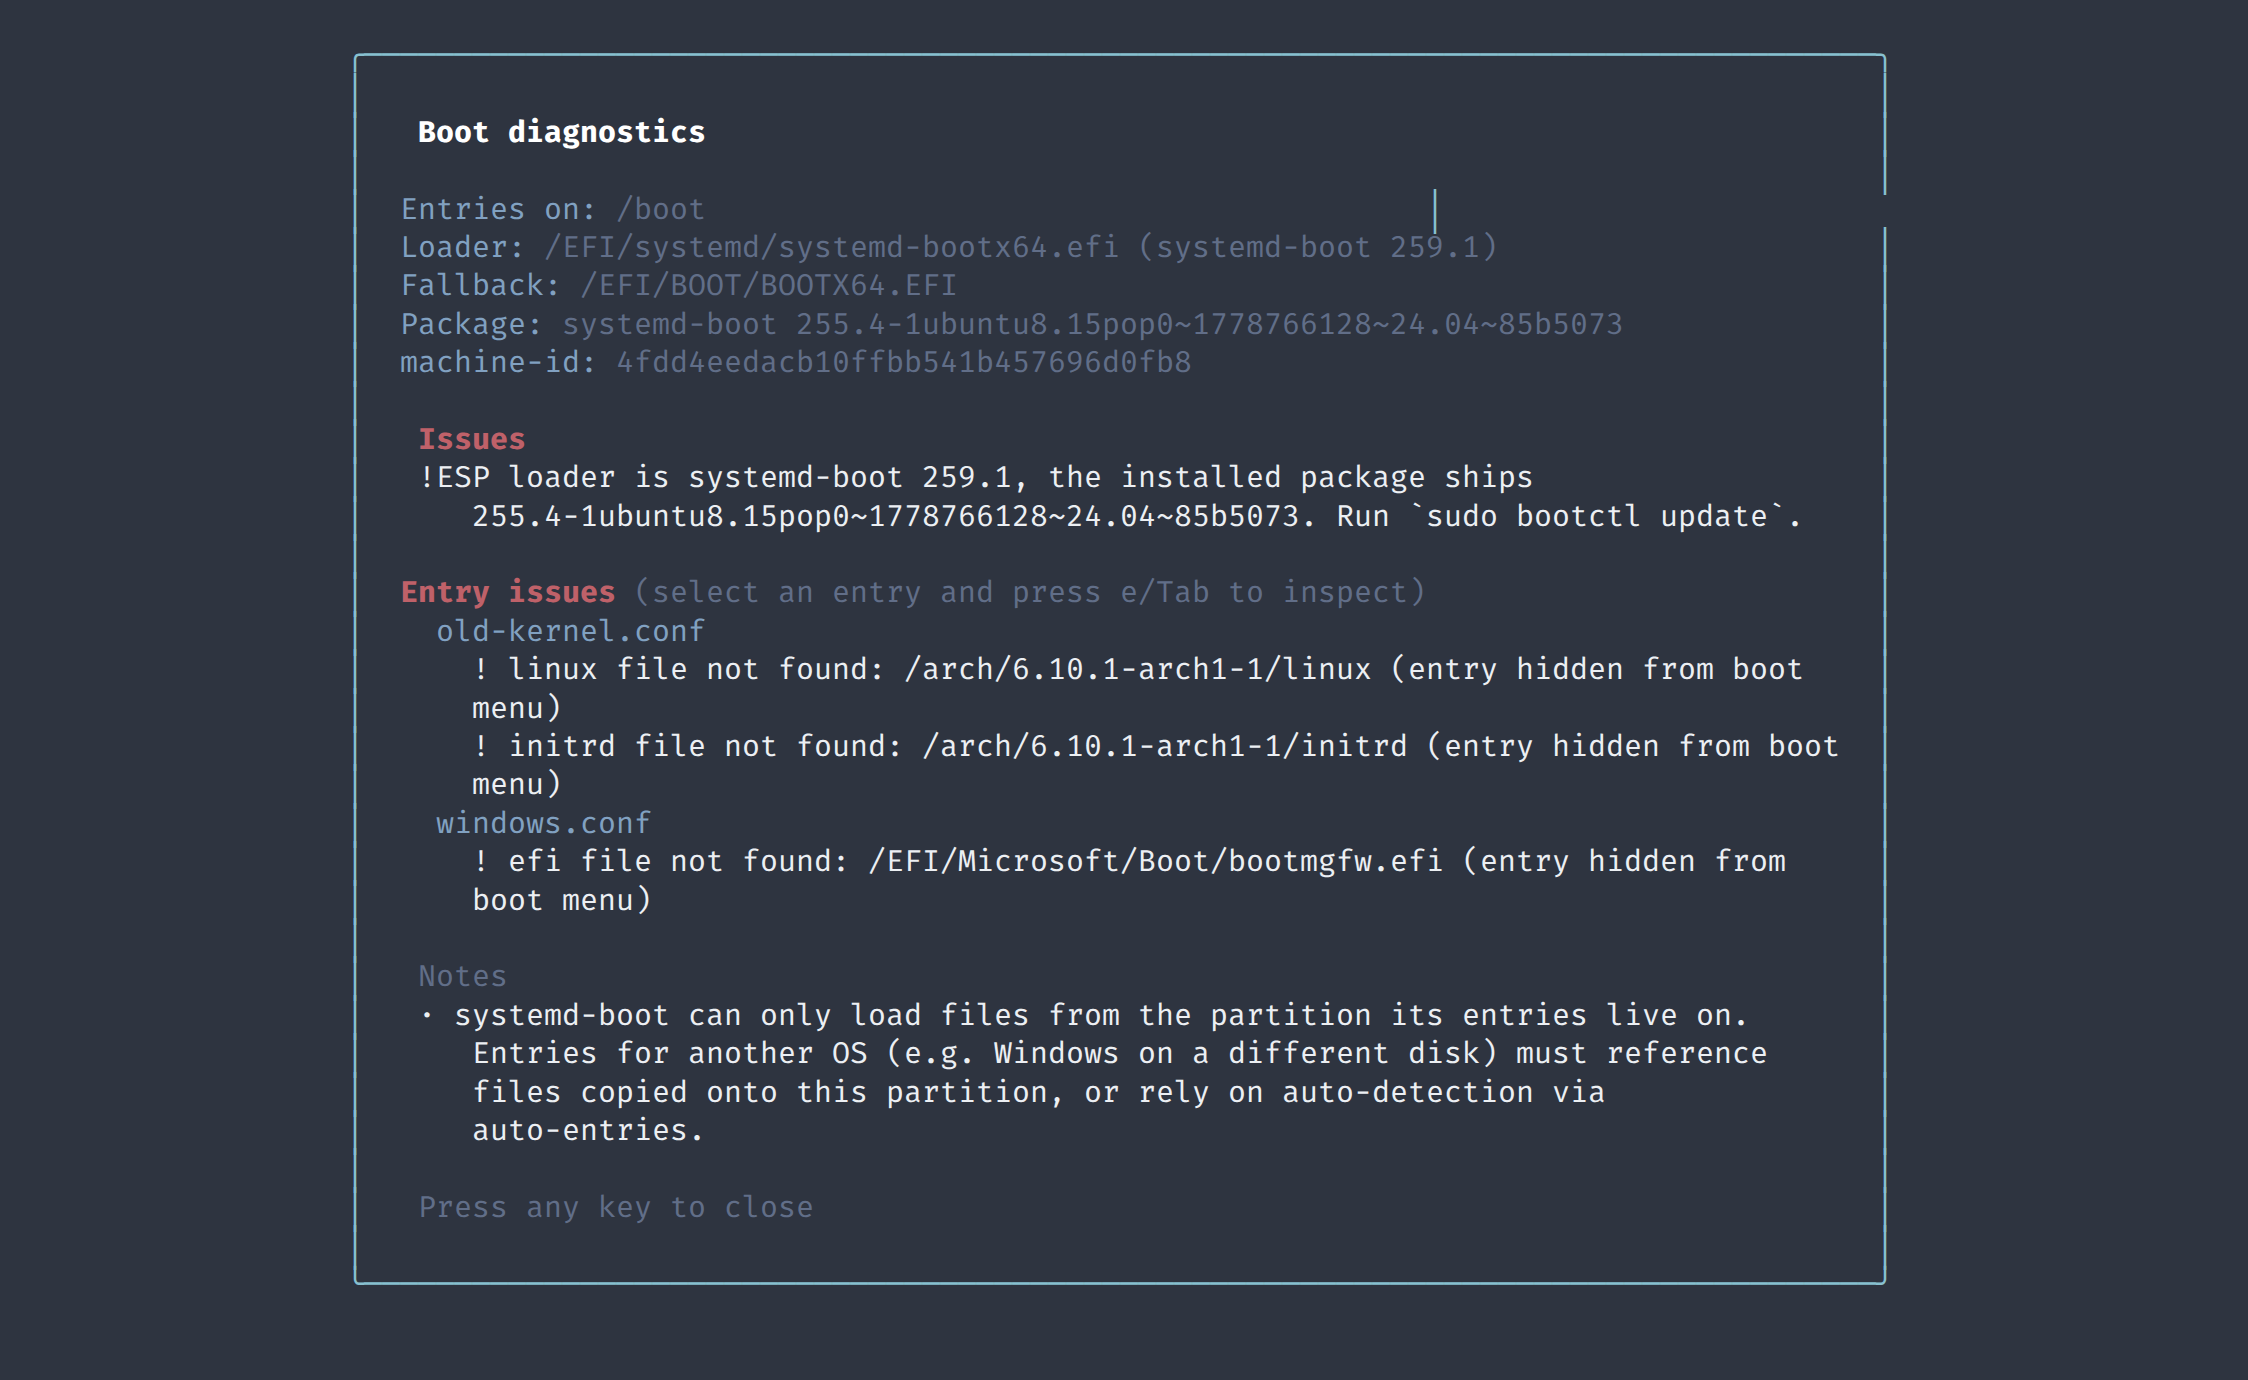 Boot diagnostics
Entries on: /boot
Loader: /EFI/systemd/systemd-bootx64.efi (systemd-boot 259.1)
Fallback: /EFI/BOOT/BOOTX64.EFI
Package: systemd-boot 255.4-1ubuntu8.15pop0~1778766128~24.04~85b5073
machine-id: 4fdd4eedacb10ffbb541b457696d0fb8
Issues
!ESP loader is systemd-boot 259.1, the installed package ships
255.4-1ubuntu8.15pop0~1778766128~24.04~85b5073. Run `sudo bootctl update`.
Entry issues (select an entry and press e/Tab to inspect)
old-kernel.conf
! linux file not found: /arch/6.10.1-arch1-1/linux (entry hidden from boot
menu)
! initrd file not found: /arch/6.10.1-arch1-1/initrd (entry hidden from boot
menu)
windows.conf
! efi file not found: /EFI/Microsoft/Boot/bootmgfw.efi (entry hidden from
boot menu)
Notes
· systemd-boot can only load files from the partition its entries live on.
Entries for another OS (e.g. Windows on a different disk) must reference
files copied onto this partition, or rely on auto-detection via
auto-entries.
Press any key to close